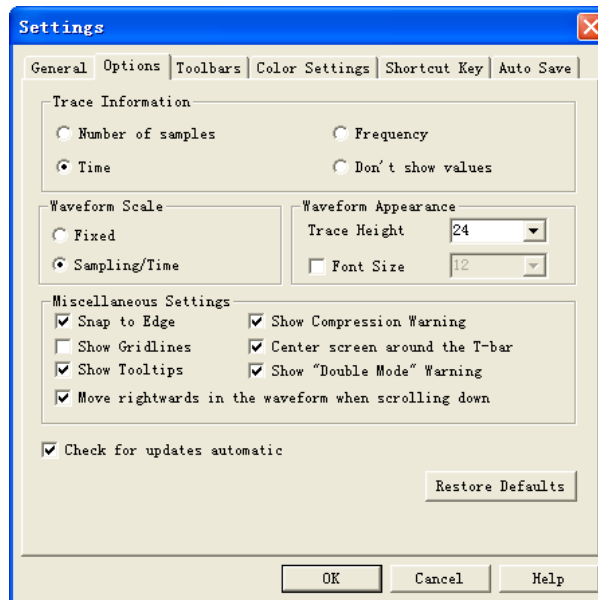 Settings
General Options Toolbars Color Settings Shortcut Key Auto Save
Trace Information
Number of samples Frequency
Time Don't show values
Waveform Scale Waveform Appearance
Fixed Trace Height 24
Sampling/Time Font Size 12
Miscellaneous Settings
Snap to Edge Show Compression Warning
Show Gridlines Center screen around the T-bar
Show Tooltips Show "Double Mode" Warning
Move rightwards in the waveform when scrolling down
Check for updates automatic
Restore Defaults
OK Cancel Help